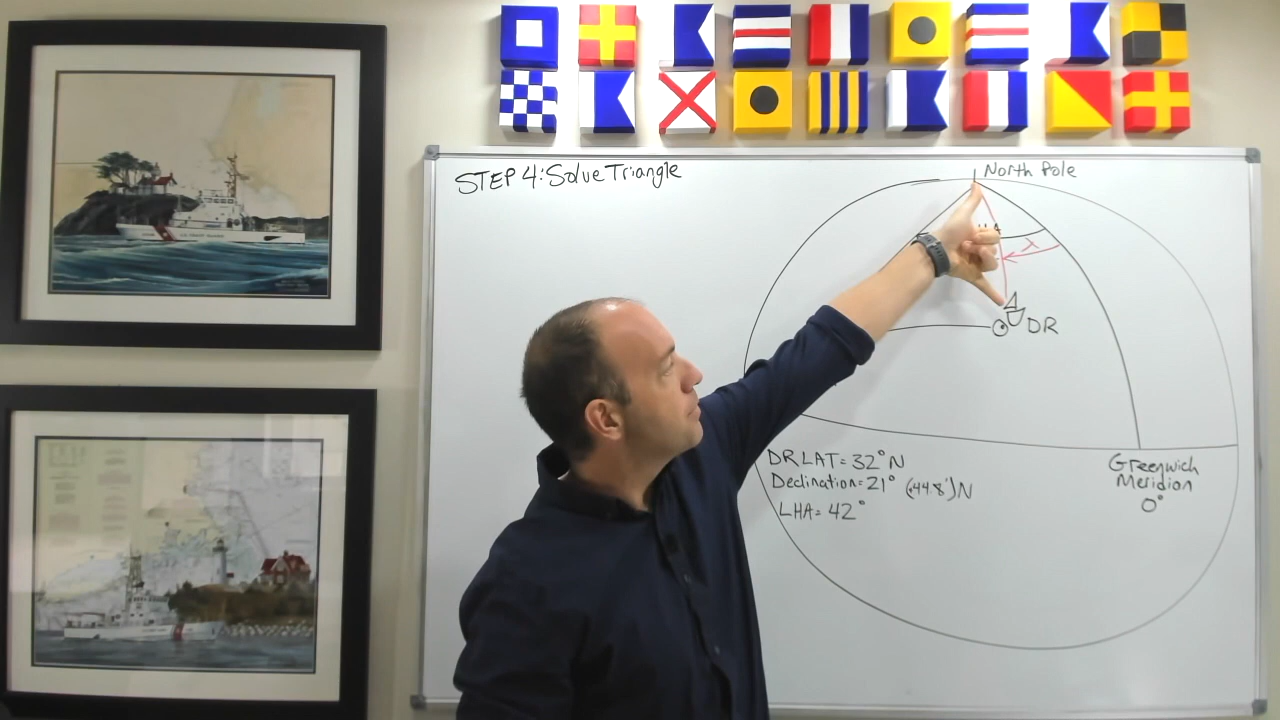 STEP 4: Solve Triangle
North Pole
λ
DR
DR LAT = 32° N
Declination = 21° (+44.8') N
LHA = 42°
Greenwich
Meridian
0°